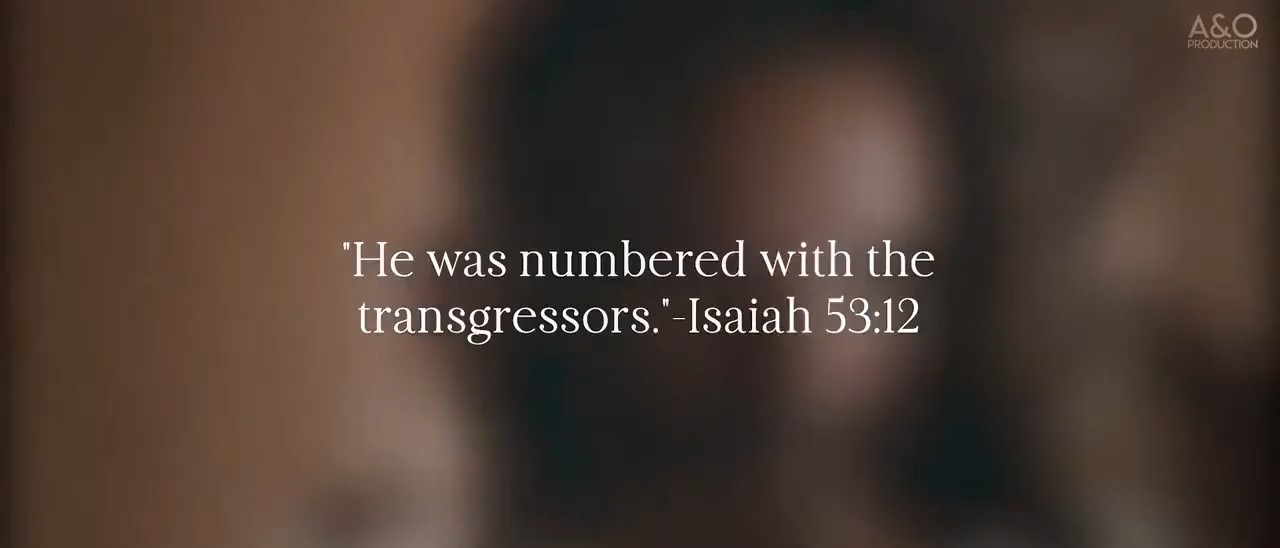 A&O
PRODUCTION
"He was numbered with the
transgressors."-Isaiah 53:12